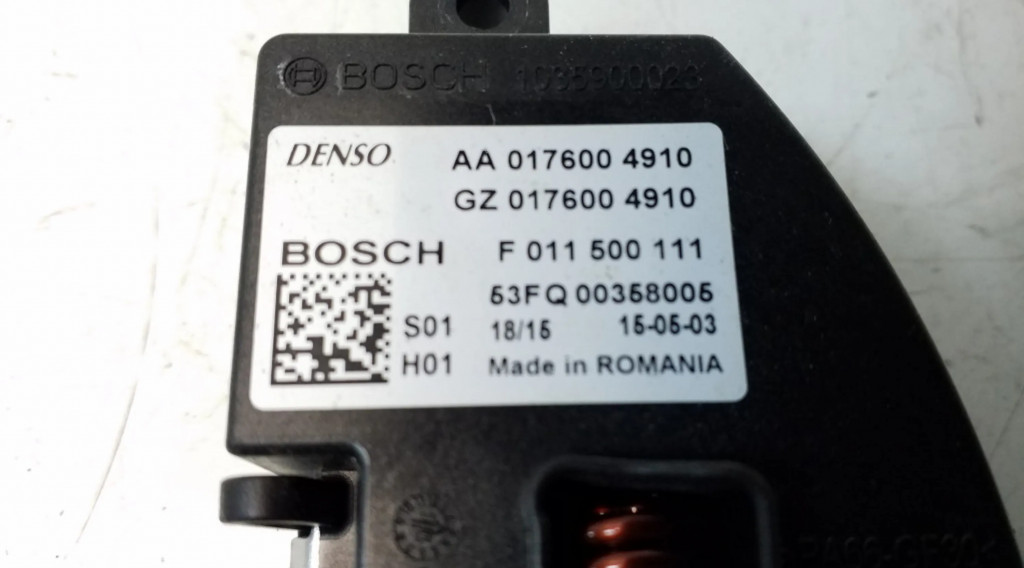 BOSCH 1035900023
DENSO AA 017600 4910
GZ 017600 4910
BOSCH F 011 500 111
53FQ 00358005
S01 18/15 15-05-03
H01 Made in ROMANIA